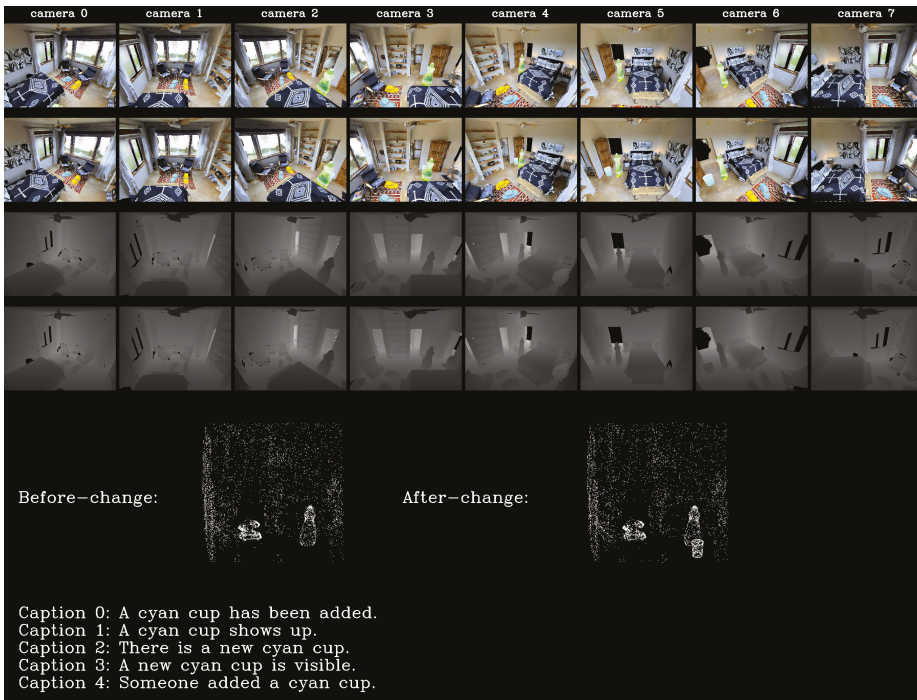 camera 0 camera 1 camera 2 camera 3 camera 4 camera 5 camera 6 camera 7
Before-change: After-change:
Caption 0: A cyan cup has been added.
Caption 1: A cyan cup shows up.
Caption 2: There is a new cyan cup.
Caption 3: A new cyan cup is visible.
Caption 4: Someone added a cyan cup.